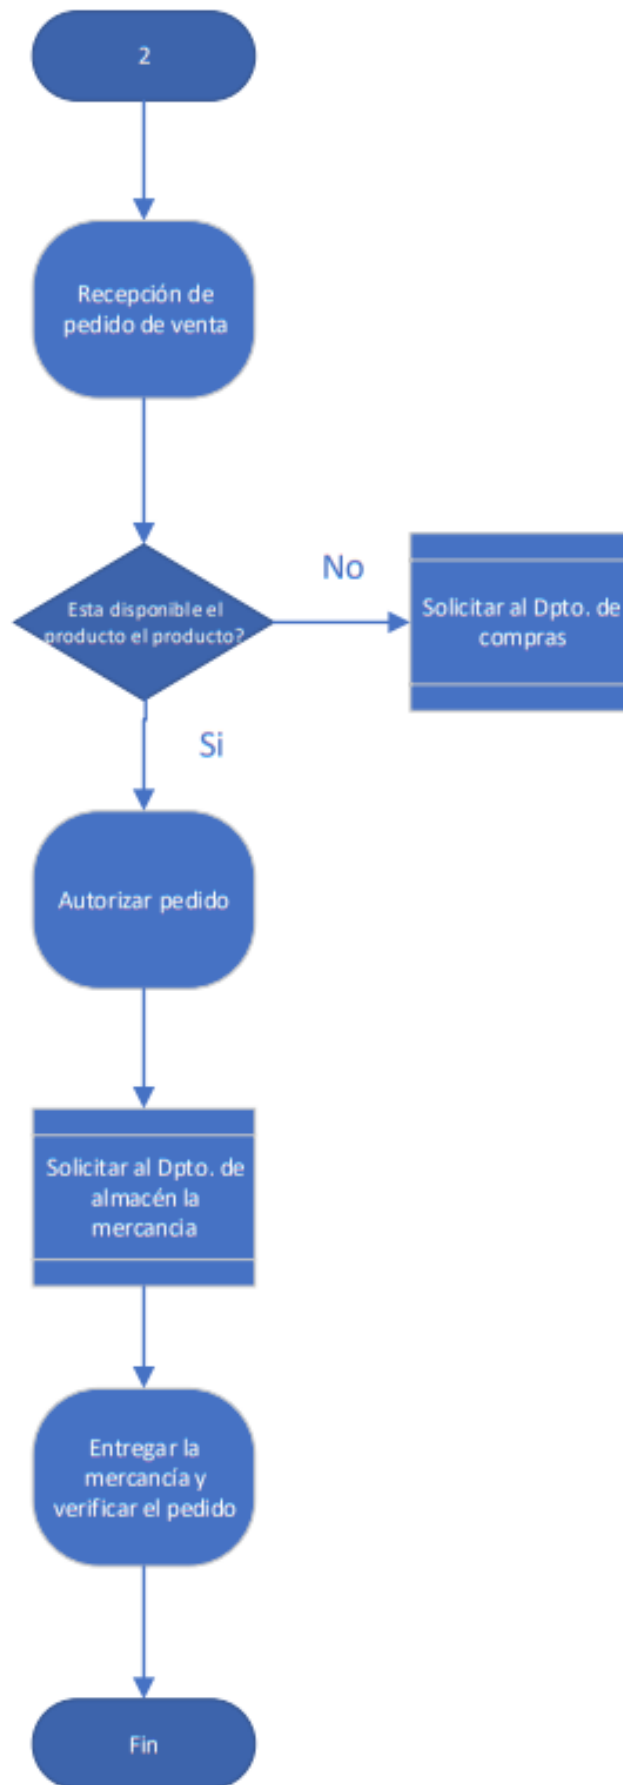 2
Recepción de
pedido de venta
Esta disponible el
producto el producto?
No
Solicitar al Dpto. de
compras
Si
Autorizar pedido
Solicitar al Dpto. de
almacén la
mercancia
Entregar la
mercancía y
verificar el pedido
Fin